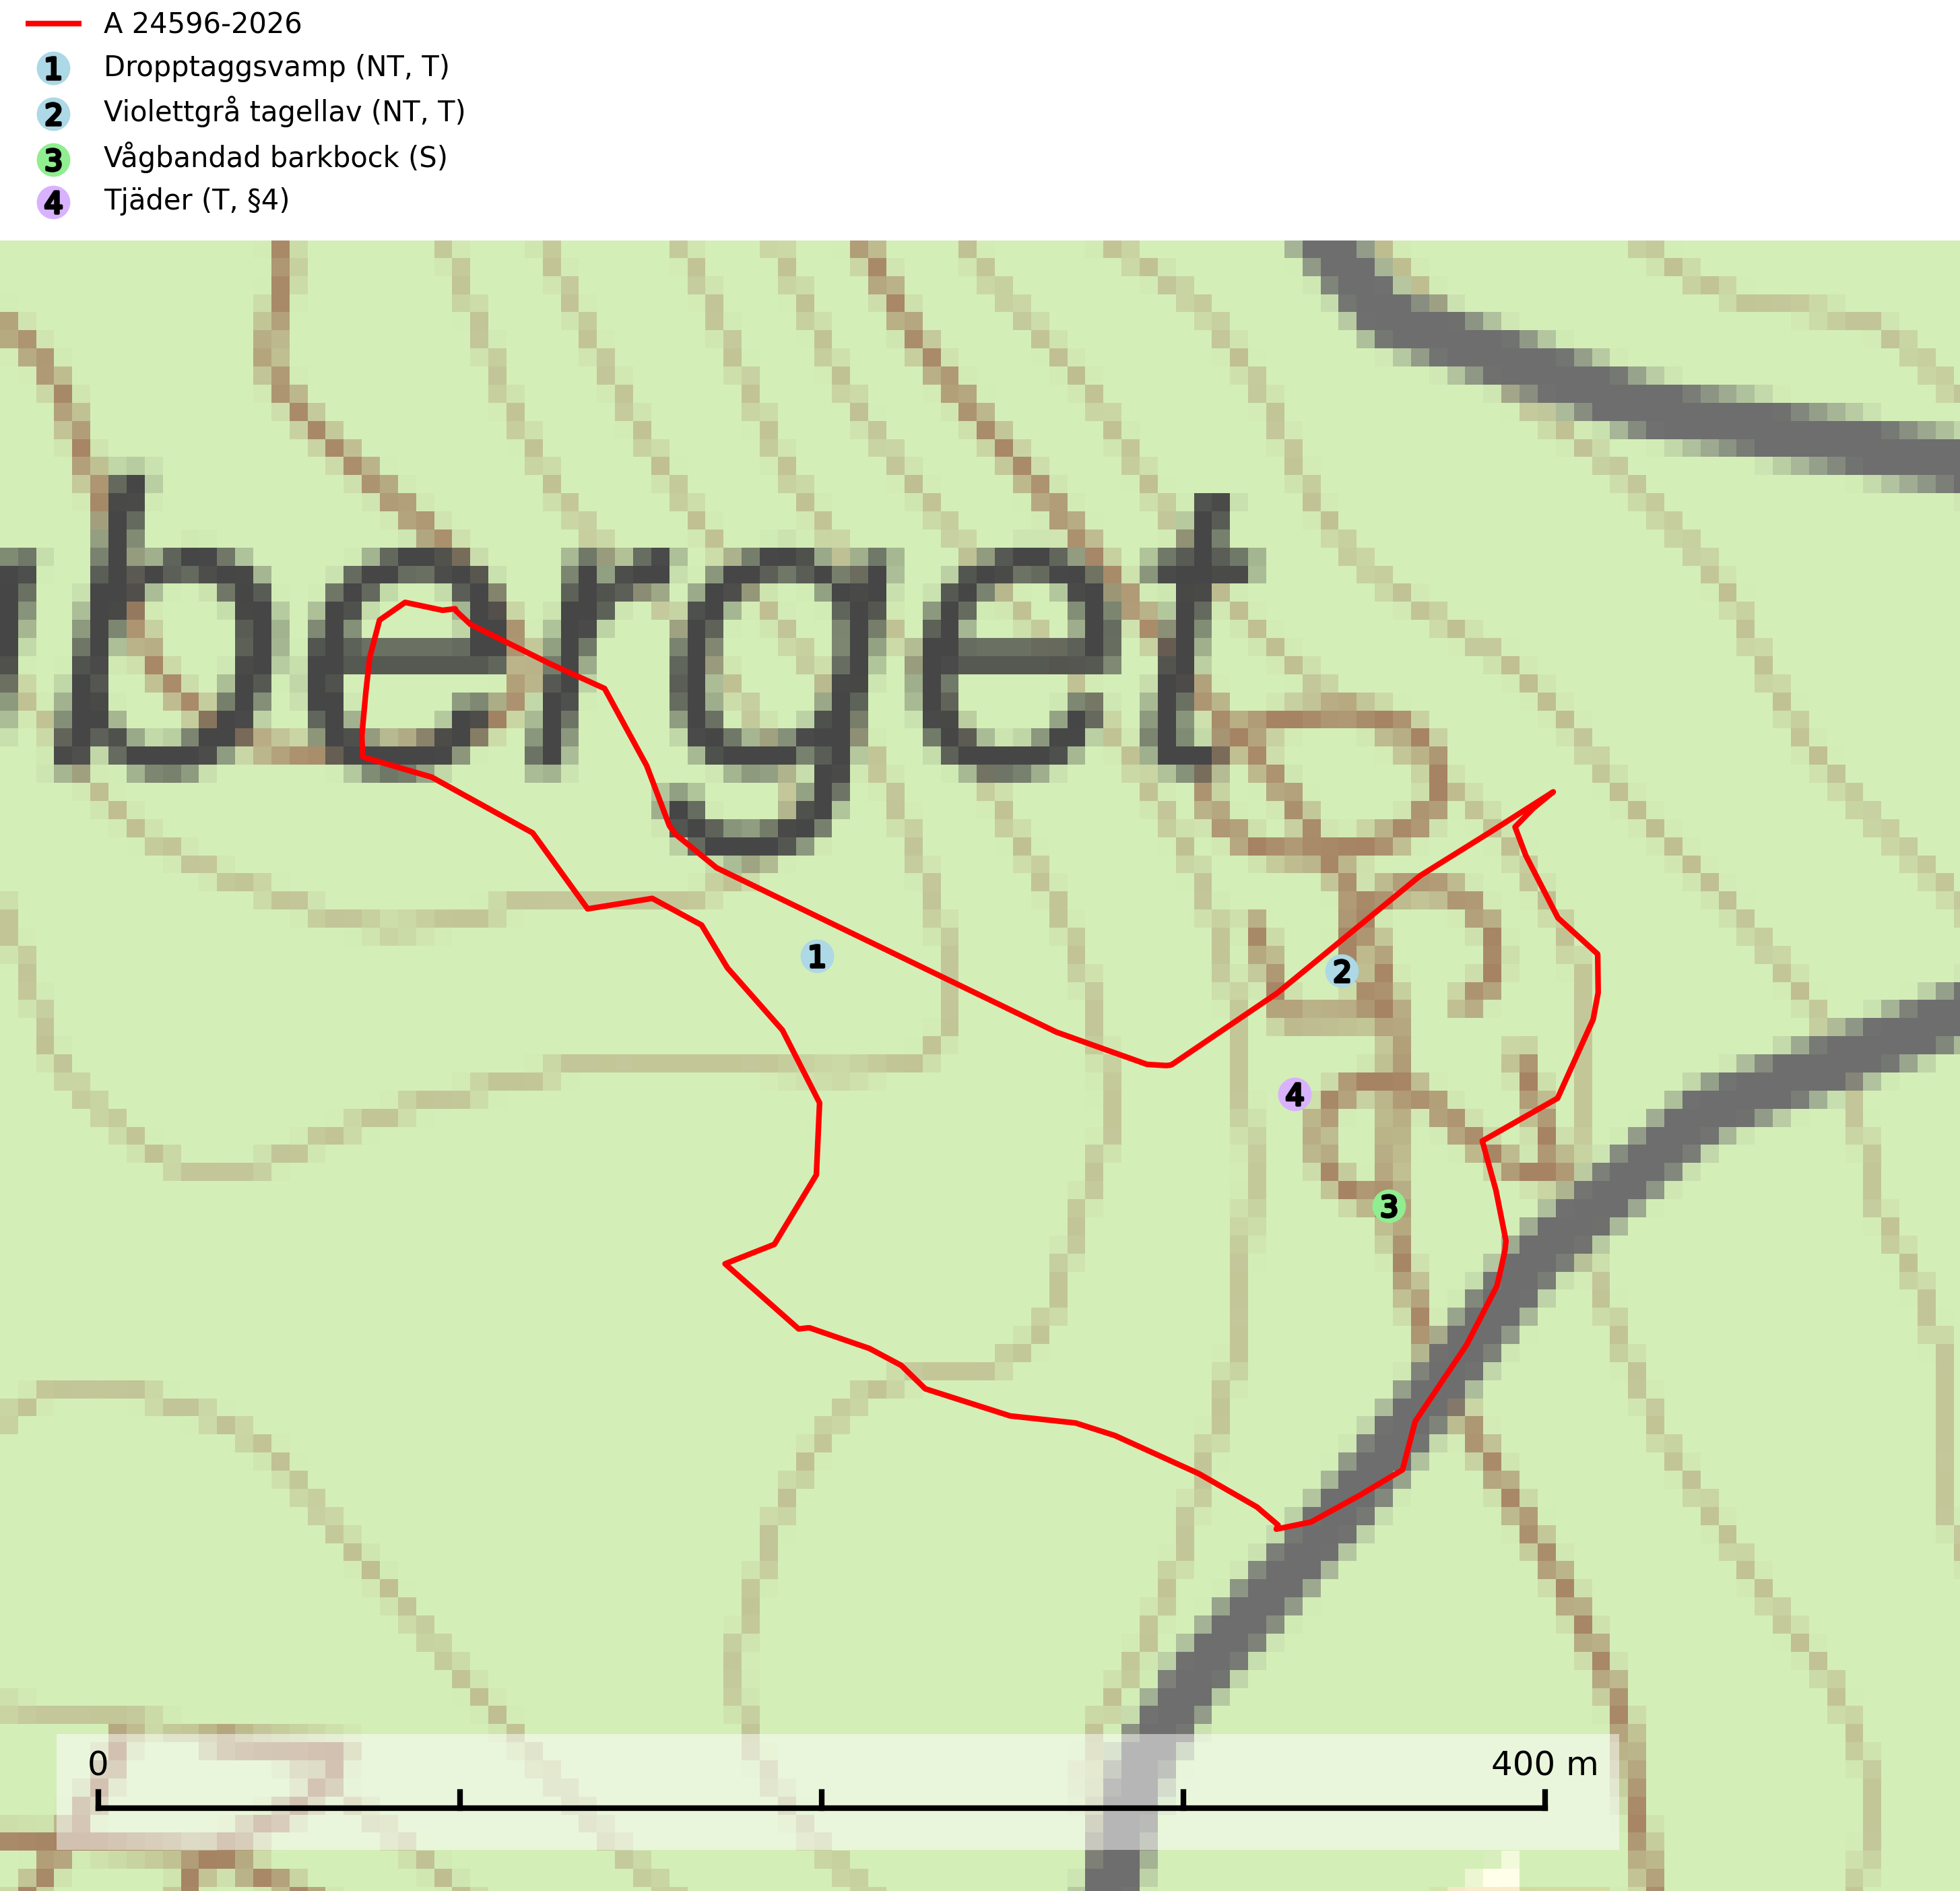 A 24596-2026
1 Dropptaggsvamp (NT, T)
2 Violettgrå tagellav (NT, T)
3 Vågbandad barkbock (S)
4 Tjäder (T, §4)
berget
1
2
4
3
0 400 m